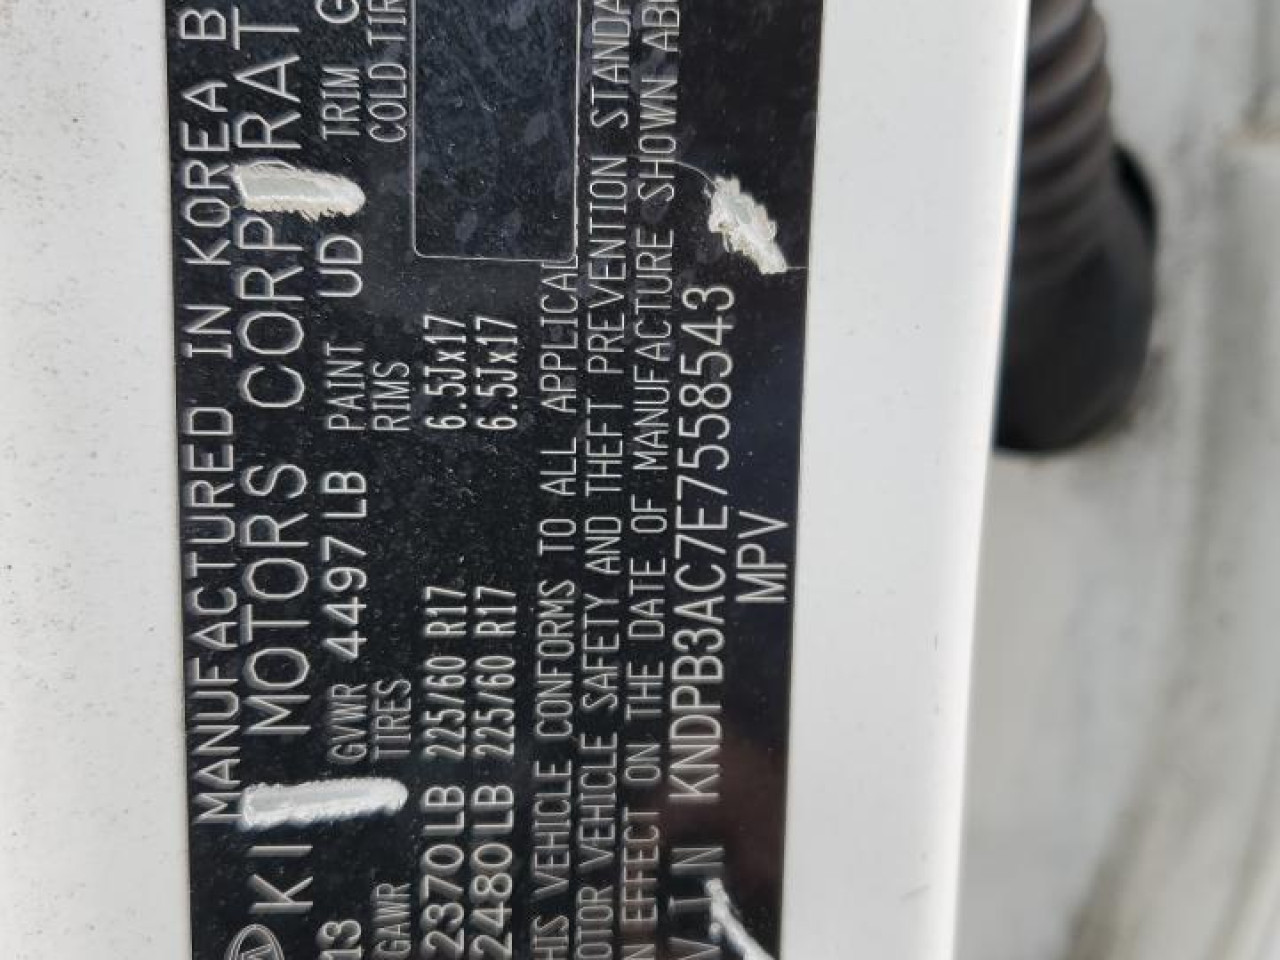 MANUFACTURED IN KOREA B
KI MOTORS CORP RAT
13 GVWR 4497LB PAINT UD TRIM G
GAWR TIRES RIMS COLD TIR
2370LB 225/60 R17 6.5Jx17
2480LB 225/60 R17 6.5Jx17
HIS VEHICLE CONFORMS TO ALL APPLICAL
OTOR VEHICLE SAFETY AND THEFT PREVENTION STANDA
N EFFECT ON THE DATE OF MANUFACTURE SHOWN AB
V.I.N KNDPB3AC7E7558543
MPV